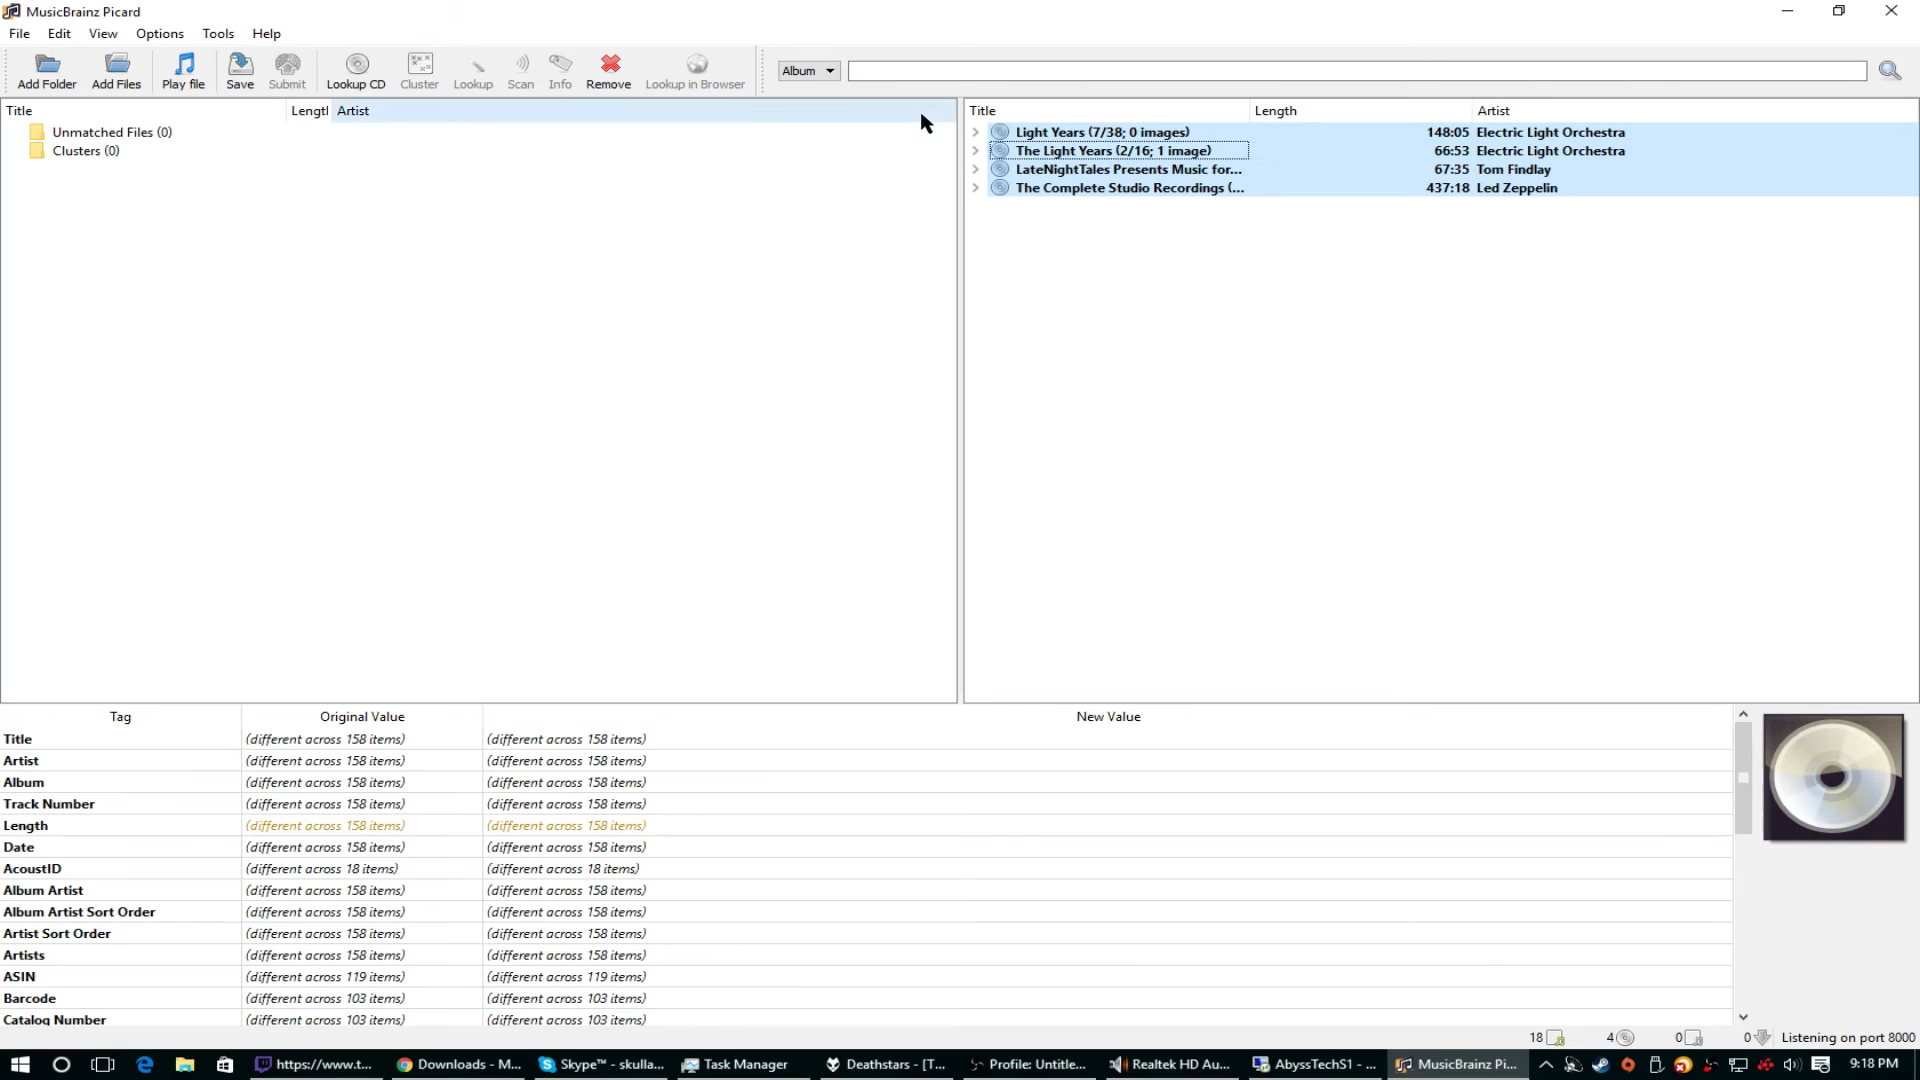 MusicBrainz Picard
File Edit View Options Tools Help
Add Folder Add Files Play file Save Submit Lookup CD Cluster Lookup Scan Info Remove Lookup in Browser Album
Title Lengtl Artist
Unmatched Files (0)
Clusters (0)
Title Length Artist
Light Years (7/38; 0 images) 148:05 Electric Light Orchestra
The Light Years (2/16; 1 image) 66:53 Electric Light Orchestra
LateNightTales Presents Music for... 67:35 Tom Findlay
The Complete Studio Recordings (... 437:18 Led Zeppelin
Tag Original Value New Value
Title (different across 158 items) (different across 158 items)
Artist (different across 158 items) (different across 158 items)
Album (different across 158 items) (different across 158 items)
Track Number (different across 158 items) (different across 158 items)
Length (different across 158 items) (different across 158 items)
Date (different across 158 items) (different across 158 items)
AcoustID (different across 18 items) (different across 18 items)
Album Artist (different across 158 items) (different across 158 items)
Album Artist Sort Order (different across 158 items) (different across 158 items)
Artist Sort Order (different across 158 items) (different across 158 items)
Artists (different across 158 items) (different across 158 items)
ASIN (different across 119 items) (different across 119 items)
Barcode (different across 103 items) (different across 103 items)
Catalog Number (different across 103 items) (different across 103 items)
18 4 0 0 Listening on port 8000
https://www.t... Downloads - M... Skype™ - skulla... Task Manager Deathstars - [T... Profile: Untitle... Realtek HD Au... AbyssTechS1 - ... MusicBrainz Pi... 9:18 PM